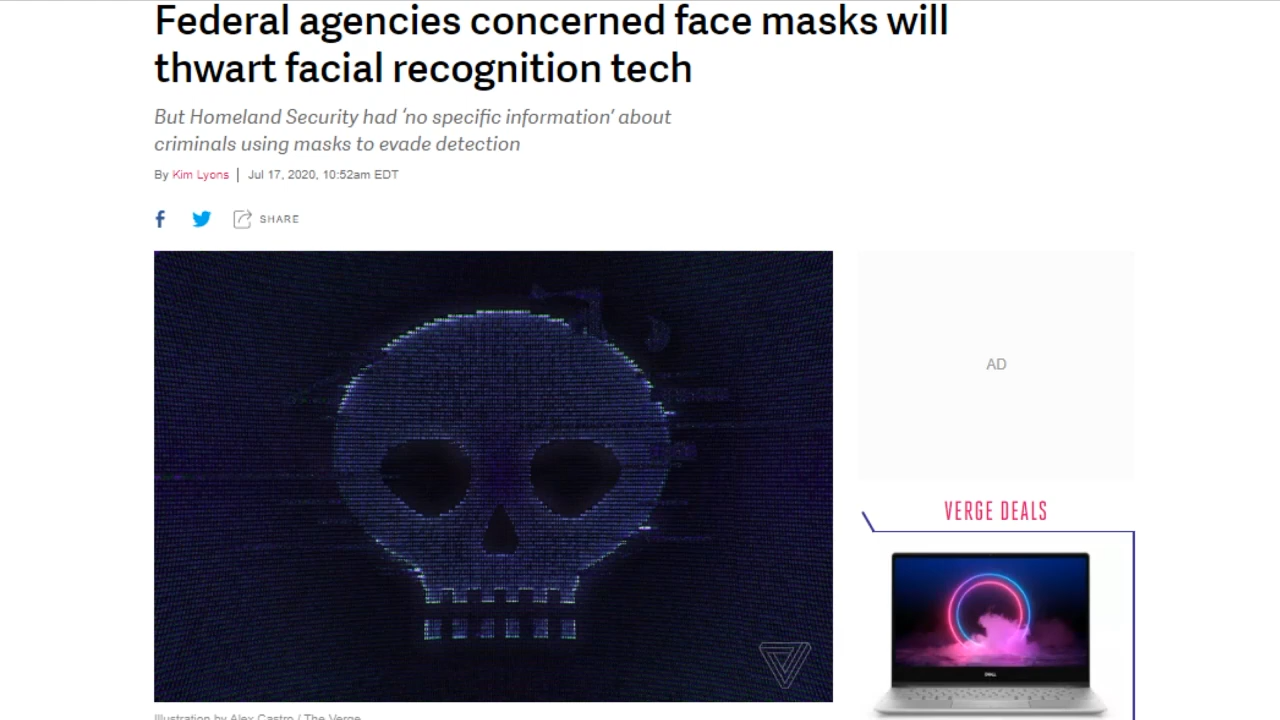 Federal agencies concerned face masks will
thwart facial recognition tech
But Homeland Security had 'no specific information' about
criminals using masks to evade detection
By Kim Lyons | Jul 17, 2020, 10:52am EDT
SHARE
AD
VERGE DEALS
DELL
Illustration by Alex Castro / The Verge